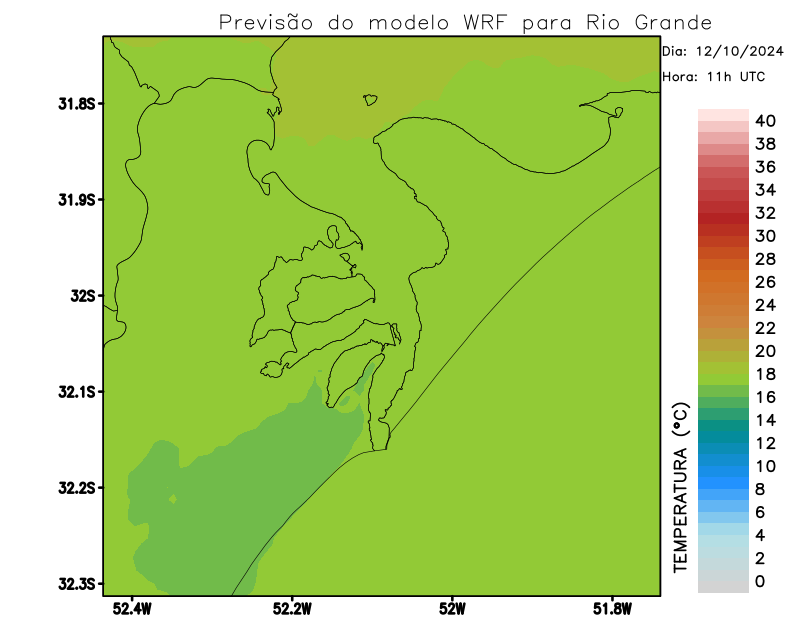 Previsão do modelo WRF para Rio Grande
Dia: 12/10/2024
Hora: 11h UTC
31.8S
31.9S
32S
32.1S
32.2S
32.3S
52.4W
52.2W
52W
51.8W
40
38
36
34
32
30
28
26
24
22
20
18
16
14
12
10
8
6
4
2
0
TEMPERATURA (°C)